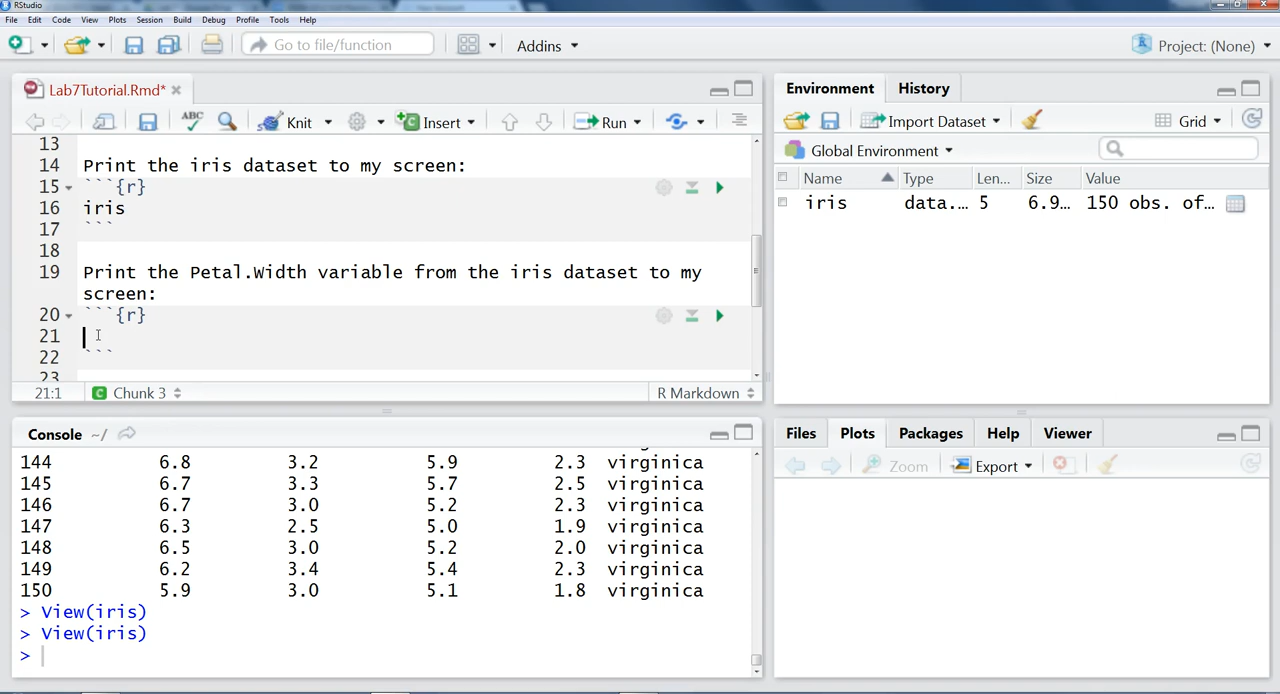 RStudio
File Edit Code View Plots Session Build Debug Profile Tools Help
Go to file/function
Addins
Project: (None)
Lab7Tutorial.Rmd*
ABC
Knit
Insert
Run
13
14 Print the iris dataset to my screen:
15 ```{r}
16 iris
17 ```
18
19 Print the Petal.Width variable from the iris dataset to my
screen:
20 ```{r}
21
22 ```
23
21:1 C Chunk 3 R Markdown
Console ~/
144 6.8 3.2 5.9 2.3 virginica
145 6.7 3.3 5.7 2.5 virginica
146 6.7 3.0 5.2 2.3 virginica
147 6.3 2.5 5.0 1.9 virginica
148 6.5 3.0 5.2 2.0 virginica
149 6.2 3.4 5.4 2.3 virginica
150 5.9 3.0 5.1 1.8 virginica
> View(iris)
> View(iris)
>
Environment History
Import Dataset Grid
Global Environment
Name Type Len... Size Value
iris data.... 5 6.9... 150 obs. of...
Files Plots Packages Help Viewer
Zoom Export